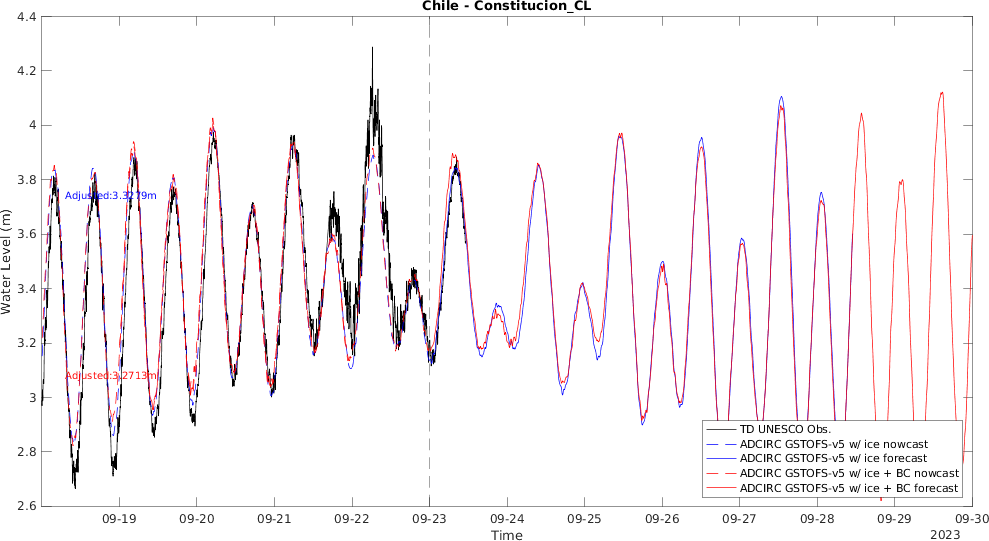 Chile - Constitucion_CL
4.4
4.2
4
3.8
3.6
3.4
3.2
3
2.8
2.6
Water Level (m)
Adjusted:3.3279m
Adjusted:3.2713m
TD UNESCO Obs.
ADCIRC GSTOFS-v5 w/ ice nowcast
ADCIRC GSTOFS-v5 w/ ice forecast
ADCIRC GSTOFS-v5 w/ ice + BC nowcast
ADCIRC GSTOFS-v5 w/ ice + BC forecast
09-19 09-20 09-21 09-22 09-23 09-24 09-25 09-26 09-27 09-28 09-29 09-30
Time
2023